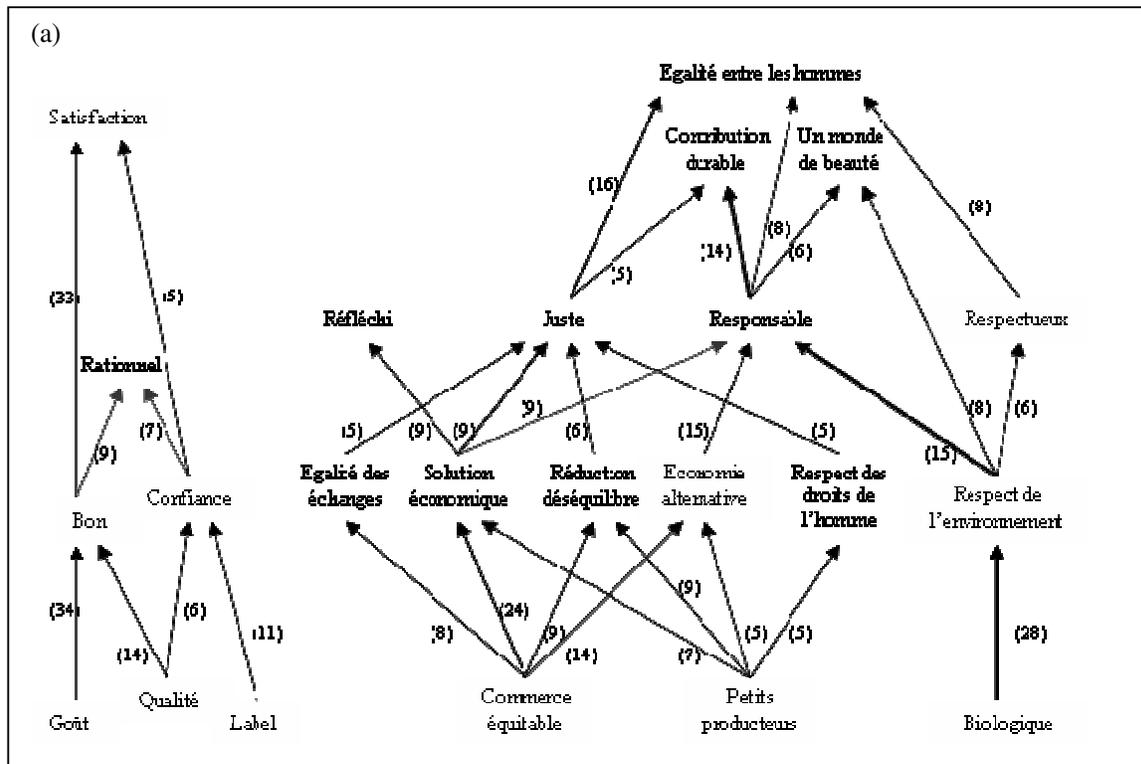 (a)
Egalité entre les hommes
Satisfaction
Contribution
durable
Un monde
de beauté
(16)
(8)
(8)
(14)
(6)
(5)
(33)
(5)
Réfléchi
Juste
Responsable
Respectueux
Rationnel
(9)
(7)
(5)
(9)
(9)
(9)
(6)
(15)
(5)
(15)
(8)
(6)
Bon
Confiance
Egalité des
échanges
Solution
économique
Réduction
déséquilibre
Economie
alternative
Respect des
droits de
l'homme
Respect de
l'environnement
(34)
(14)
(6)
(11)
(8)
(24)
(9)
(14)
(7)
(9)
(5)
(5)
(28)
Goût
Qualité
Label
Commerce
équitable
Petits
producteurs
Biologique